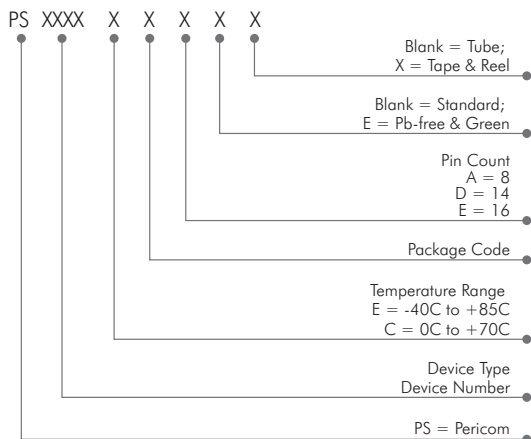 PS XXXX X X X X X
Blank = Tube;
X = Tape & Reel
Blank = Standard;
E = Pb-free & Green
Pin Count
A = 8
D = 14
E = 16
Package Code
Temperature Range
E = -40C to +85C
C = 0C to +70C
Device Type
Device Number
PS = Pericom